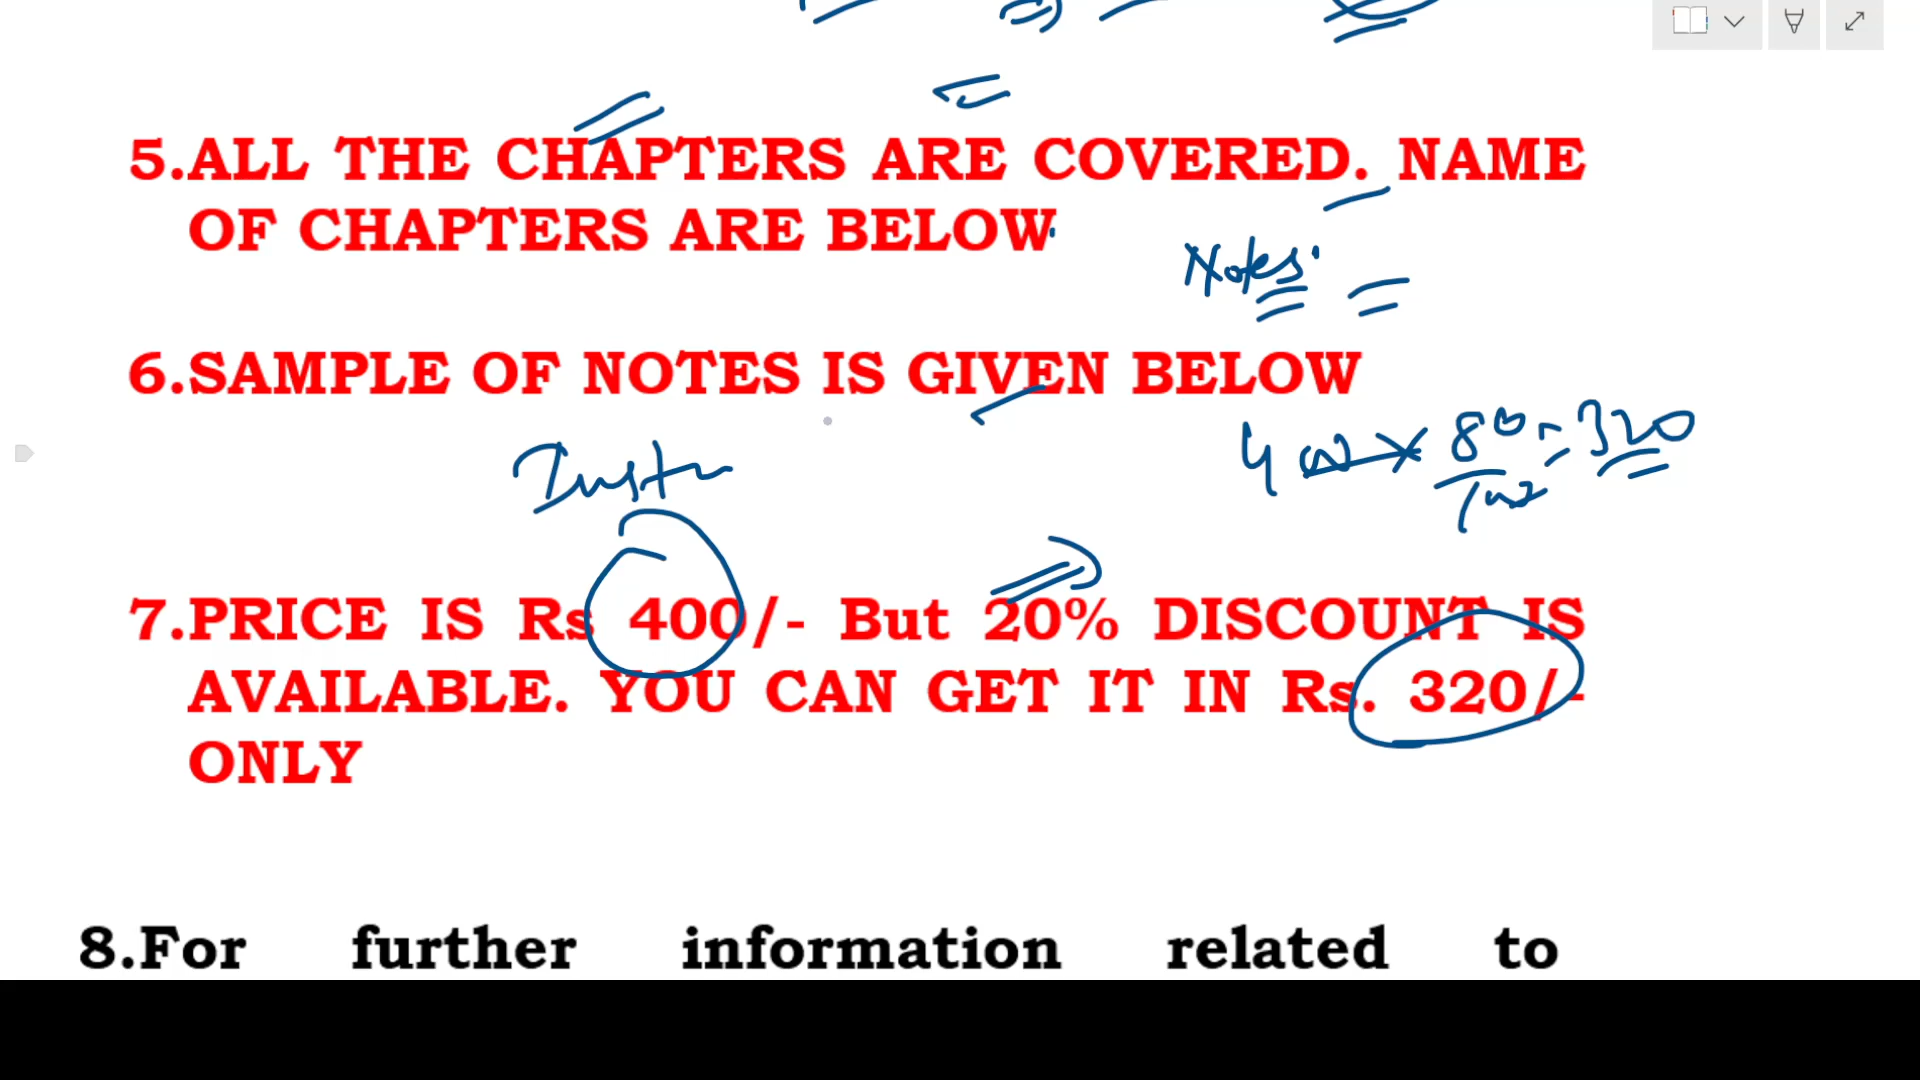 5.ALL THE CHAPTERS ARE COVERED. NAME
OF CHAPTERS ARE BELOW
Notes
6.SAMPLE OF NOTES IS GIVEN BELOW
400 × 80/100 = 320
7.PRICE IS Rs 400/- But 20% DISCOUNT IS
AVAILABLE. YOU CAN GET IT IN Rs. 320/-
ONLY
8.For further information related to